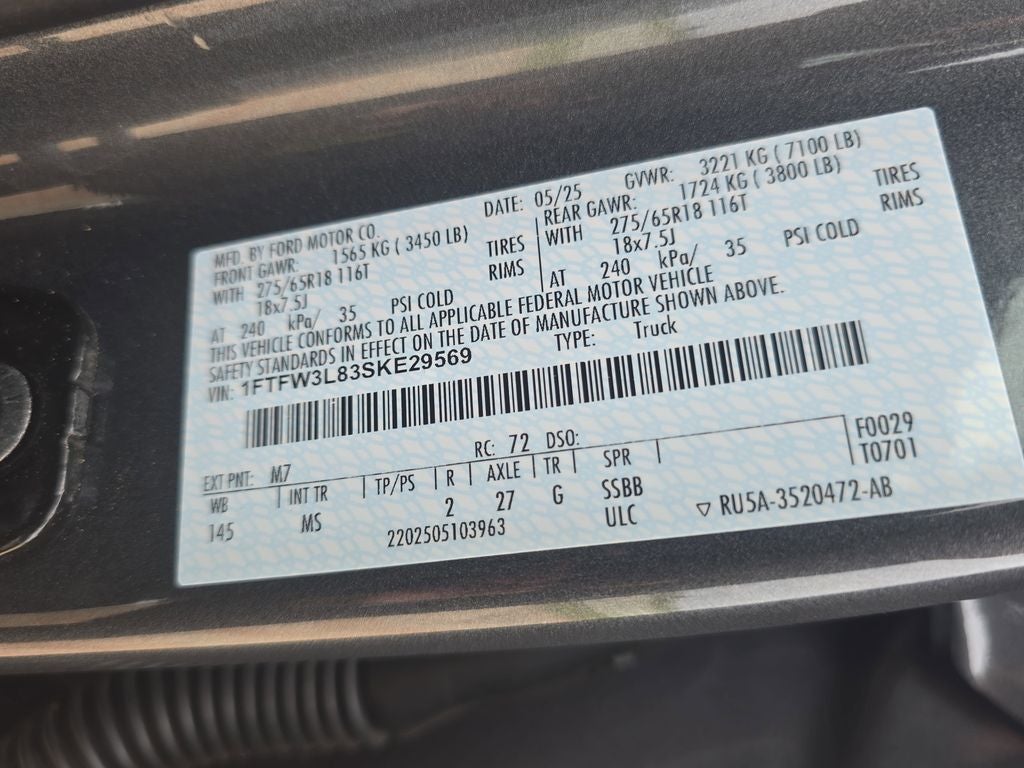 MFD. BY FORD MOTOR CO.
DATE: 05/25
GVWR: 3221 KG ( 7100 LB)
FRONT GAWR: 1565 KG ( 3450 LB)
WITH 275/65R18 116T TIRES
18x7.5J RIMS
AT 240 kPa/ 35 PSI COLD
REAR GAWR: 1724 KG ( 3800 LB)
WITH 275/65R18 116T TIRES
18x7.5J RIMS
AT 240 kPa/ 35 PSI COLD
THIS VEHICLE CONFORMS TO ALL APPLICABLE FEDERAL MOTOR VEHICLE
SAFETY STANDARDS IN EFFECT ON THE DATE OF MANUFACTURE SHOWN ABOVE.
VIN: 1FTFW3L83SKE29569 TYPE: Truck
EXT PNT: M7 RC: 72 DSO: F0029
WB INT TR TP/PS R AXLE TR SPR T0701
145 MS 2 27 G SSBB
2202505103963 ULC ▽ RU5A-3520472-AB